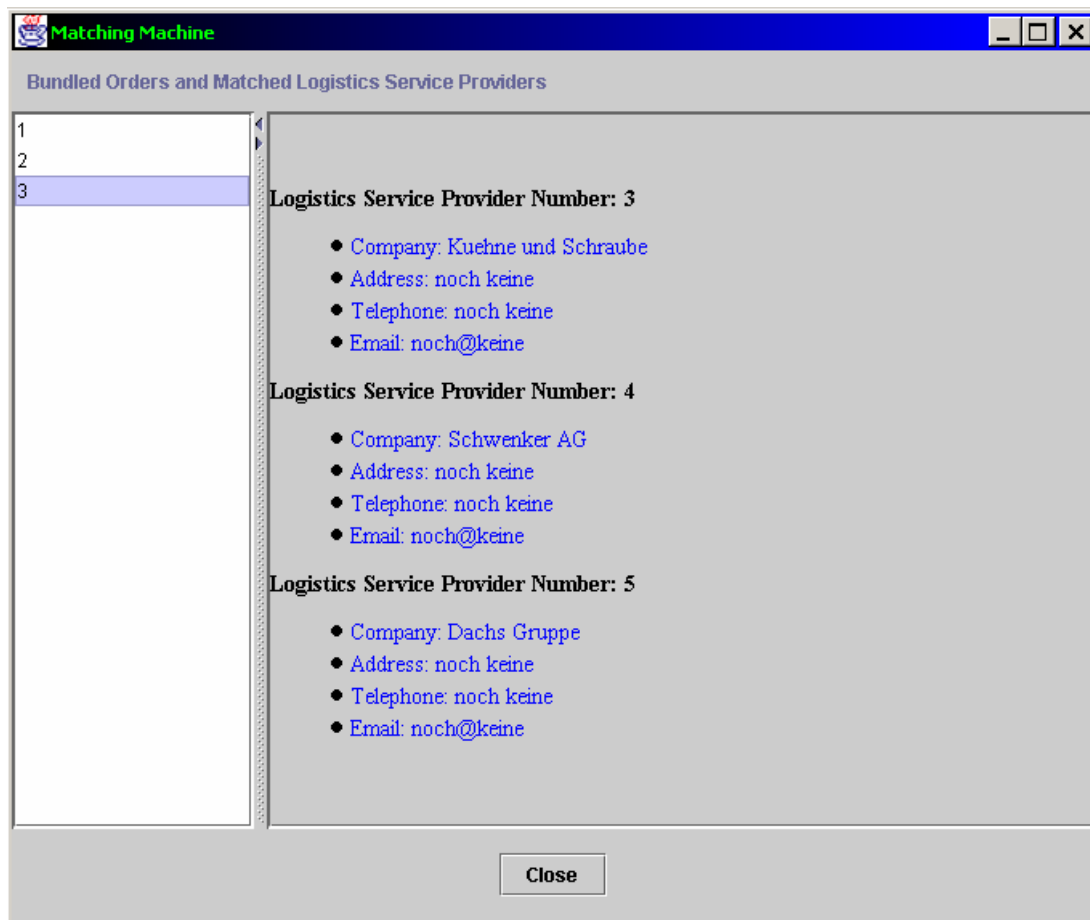 Matching Machine
Bundled Orders and Matched Logistics Service Providers
1
2
3
Logistics Service Provider Number: 3
Company: Kuehne und Schraube
Address: noch keine
Telephone: noch keine
Email: noch@keine
Logistics Service Provider Number: 4
Company: Schwenker AG
Address: noch keine
Telephone: noch keine
Email: noch@keine
Logistics Service Provider Number: 5
Company: Dachs Gruppe
Address: noch keine
Telephone: noch keine
Email: noch@keine
Close